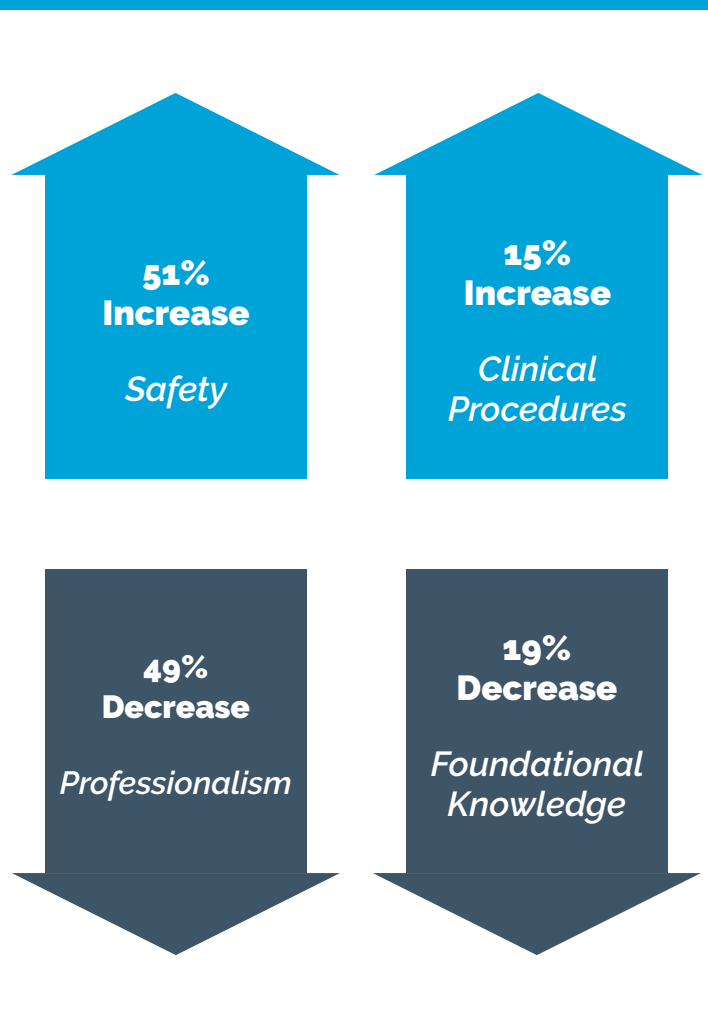 51%
Increase
Safety
15%
Increase
Clinical
Procedures
49%
Decrease
Professionalism
19%
Decrease
Foundational
Knowledge